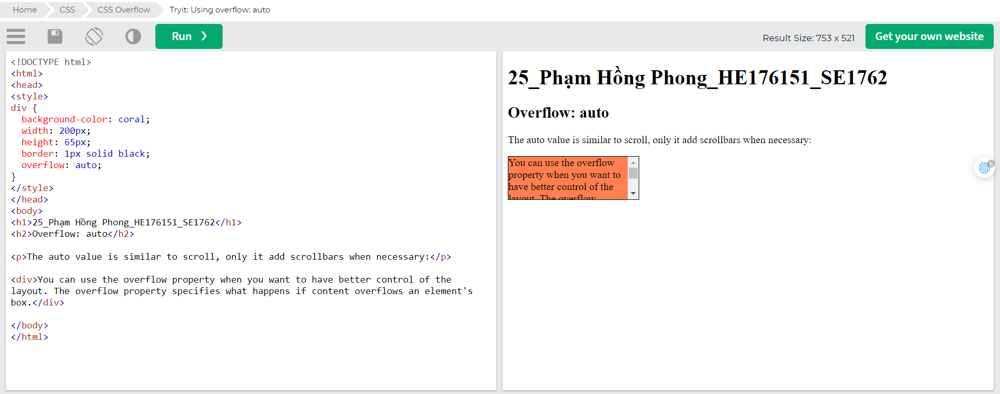 Home CSS CSS Overflow Tryit: Using overflow: auto
Run ❯ Result Size: 753 x 521 Get your own website
<!DOCTYPE html>
<html>
<head>
<style>
div {
  background-color: coral;
  width: 200px;
  height: 65px;
  border: 1px solid black;
  overflow: auto;
}
</style>
</head>
<body>
<h1>25_Phạm Hồng Phong_HE176151_SE1762</h1>
<h2>Overflow: auto</h2>

<p>The auto value is similar to scroll, only it add scrollbars when necessary:</p>

<div>You can use the overflow property when you want to have better control of the
layout. The overflow property specifies what happens if content overflows an element's
box.</div>

</body>
</html>
25_Phạm Hồng Phong_HE176151_SE1762
Overflow: auto
The auto value is similar to scroll, only it add scrollbars when necessary:
You can use the overflow
property when you want to
have better control of the
layout. The overflow